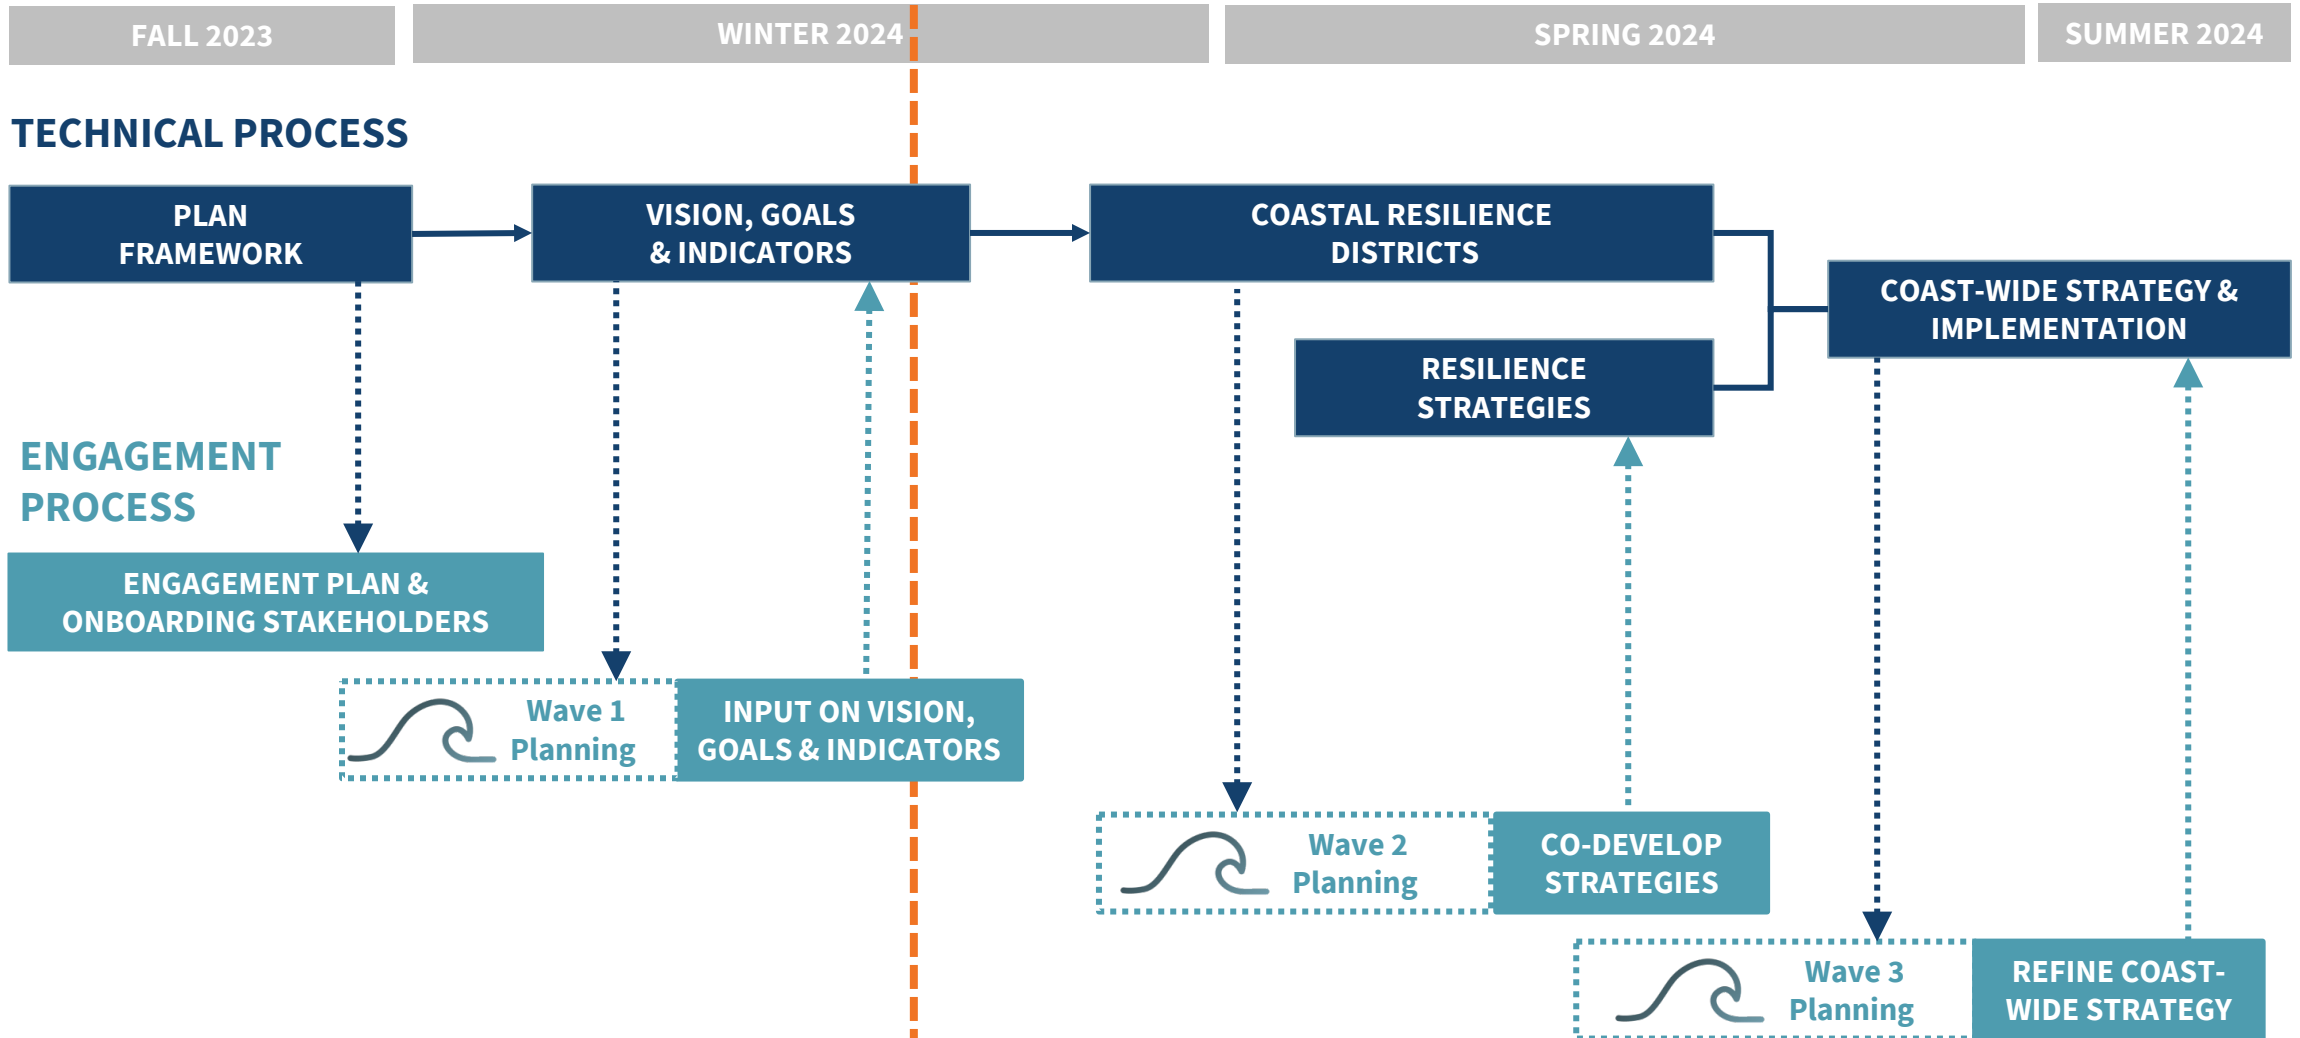 FALL 2023
WINTER 2024
SPRING 2024
SUMMER 2024
TECHNICAL PROCESS
PLAN
FRAMEWORK
VISION, GOALS
& INDICATORS
COASTAL RESILIENCE
DISTRICTS
COAST-WIDE STRATEGY &
IMPLEMENTATION
RESILIENCE
STRATEGIES
ENGAGEMENT
PROCESS
ENGAGEMENT PLAN &
ONBOARDING STAKEHOLDERS
Wave 1
Planning
INPUT ON VISION,
GOALS & INDICATORS
Wave 2
Planning
CO-DEVELOP
STRATEGIES
Wave 3
Planning
REFINE COAST-
WIDE STRATEGY